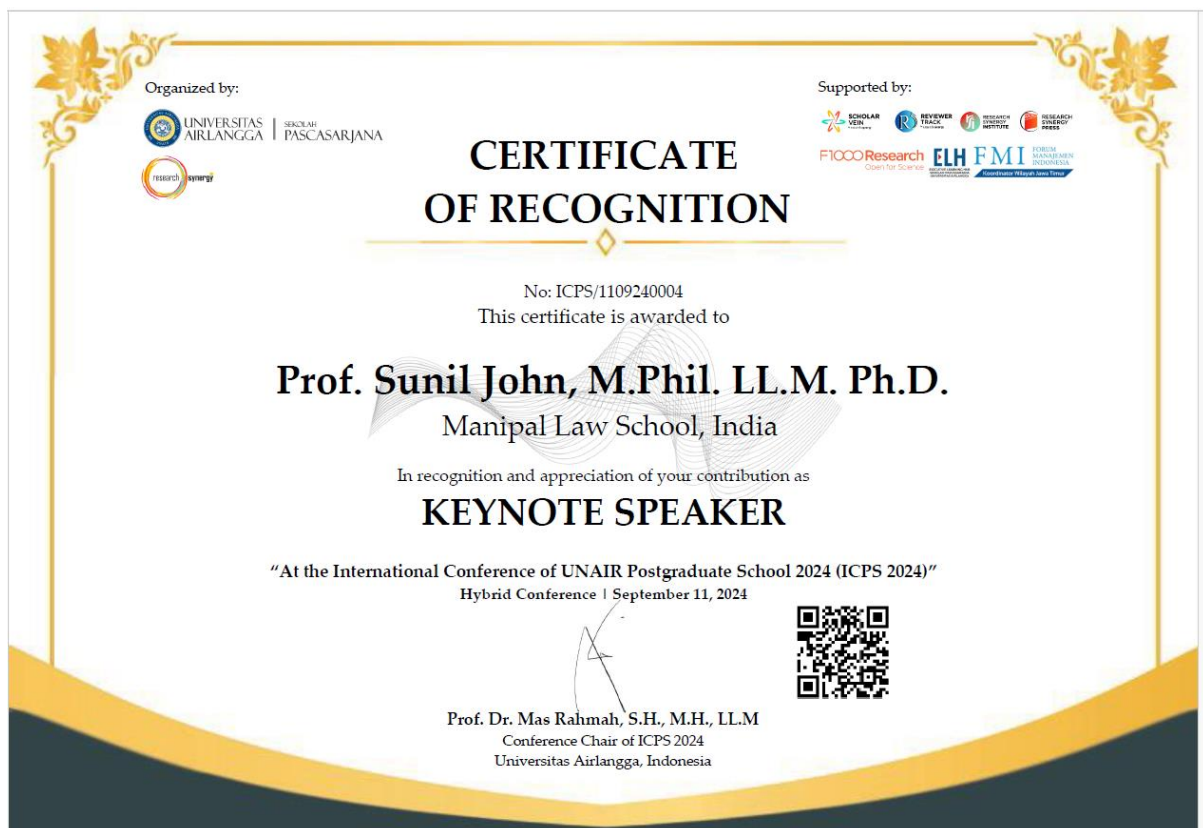 Organized by:
UNIVERSITAS
AIRLANGGA
SEKOLAH
PASCASARJANA
research synergy
Supported by:
SCHOLAR
VEIN
REVIEWER
TRACK
RESEARCH
SYNERGY
INSTITUTE
RESEARCH
SYNERGY
PRESS
F1000Research
Open for Science
ELH
FMI
FORUM
MANAJEMEN
INDONESIA
Koordinator Wilayah Jawa Timur
CERTIFICATE
OF RECOGNITION
No: ICPS/1109240004
This certificate is awarded to
Prof. Sunil John, M.Phil. LL.M. Ph.D.
Manipal Law School, India
In recognition and appreciation of your contribution as
KEYNOTE SPEAKER
“At the International Conference of UNAIR Postgraduate School 2024 (ICPS 2024)”
Hybrid Conference | September 11, 2024
Prof. Dr. Mas Rahmah, S.H., M.H., LL.M
Conference Chair of ICPS 2024
Universitas Airlangga, Indonesia